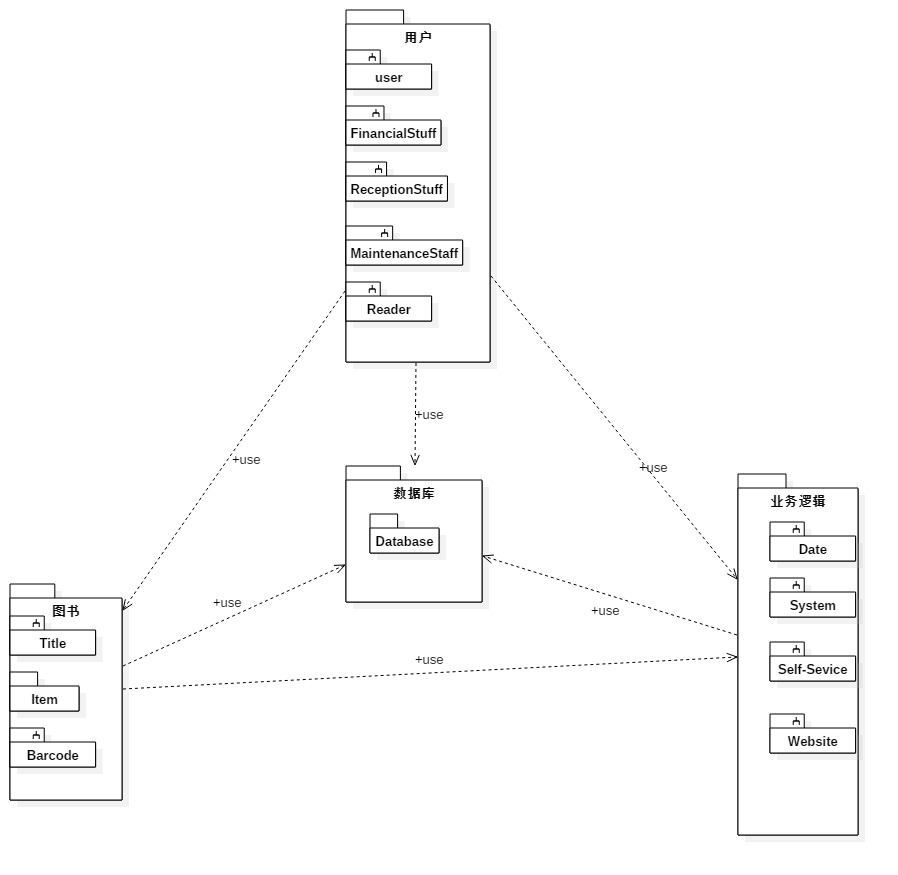 用户
user
FinancialStuff
ReceptionStuff
MaintenanceStaff
Reader
+use
+use
+use
数据库
Database
业务逻辑
Date
System
Self-Sevice
Website
图书
Title
Item
Barcode
+use
+use
+use